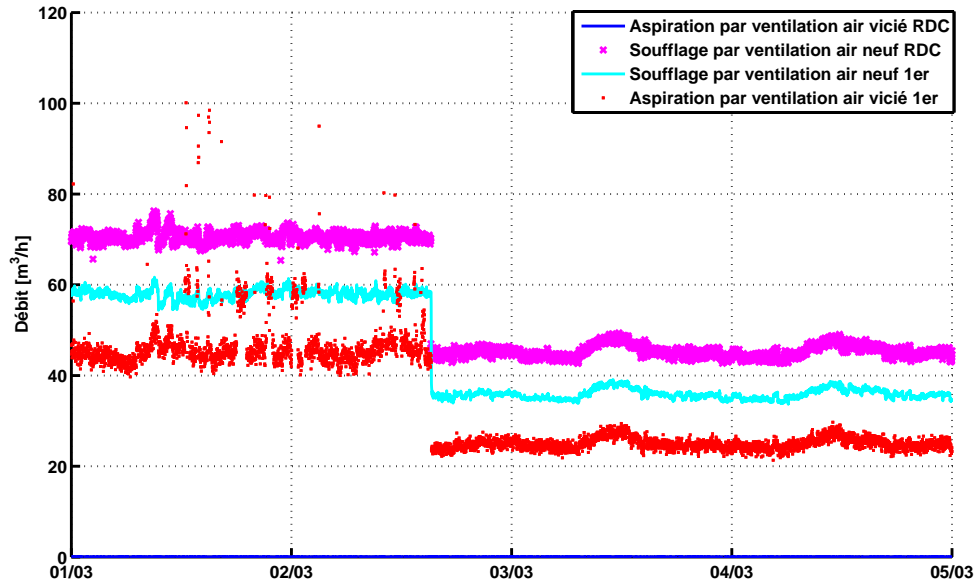 Aspiration par ventilation air vicié RDC
Soufflage par ventilation air neuf RDC
Soufflage par ventilation air neuf 1er
Aspiration par ventilation air vicié 1er
120
100
80
60
40
20
0
Débit [m³/h]
01/03 02/03 03/03 04/03 05/03